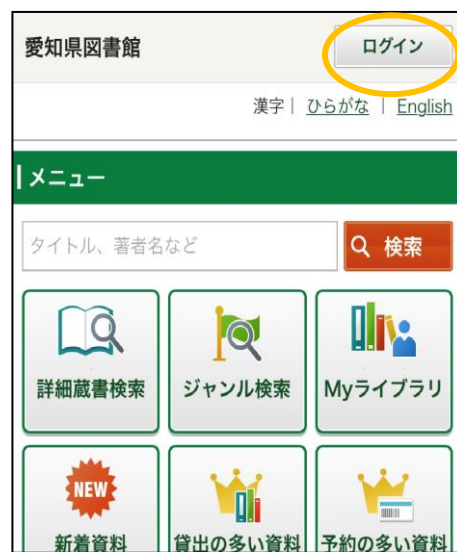 愛知県図書館
ログイン
漢字| ひらがな | English
メニュー
タイトル、著者名など
検索
詳細蔵書検索 ジャンル検索 Myライブラリ
NEW
新着資料 貸出の多い資料 予約の多い資料